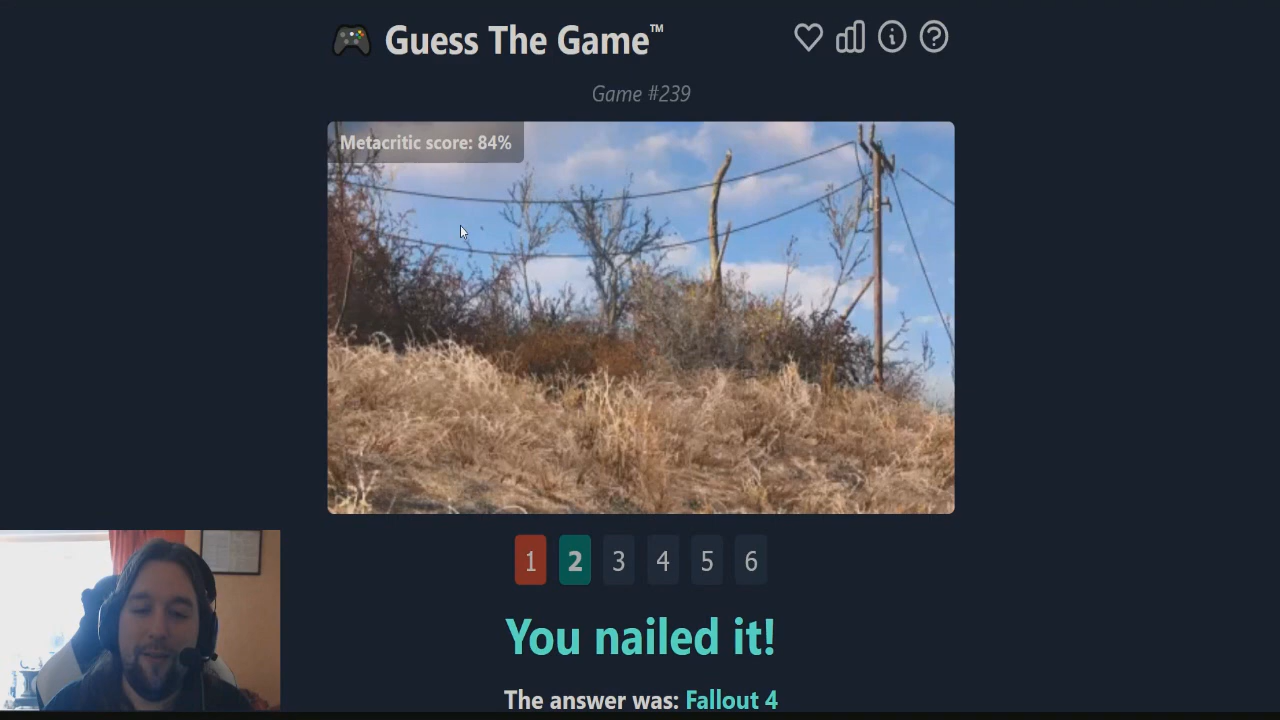 Guess The Game™
Game #239
Metacritic score: 84%
1 2 3 4 5 6
You nailed it!
The answer was: Fallout 4